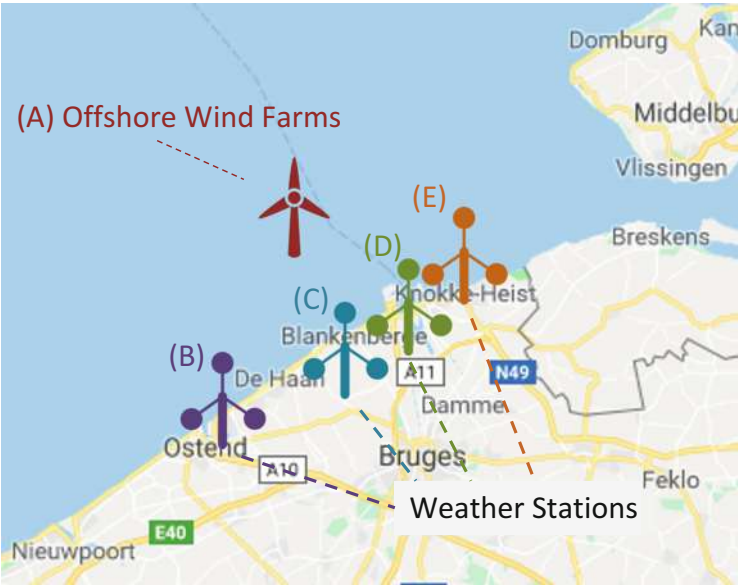 Domburg
Kan
(A) Offshore Wind Farms
Middelbu
Vlissingen
(E)
Breskens
(D)
Knokke-Heist
(C)
Blankenberge
(B)
De Haan
A11
N49
Damme
Ostend
A10
Bruges
Feklo
Weather Stations
E40
Nieuwpoort